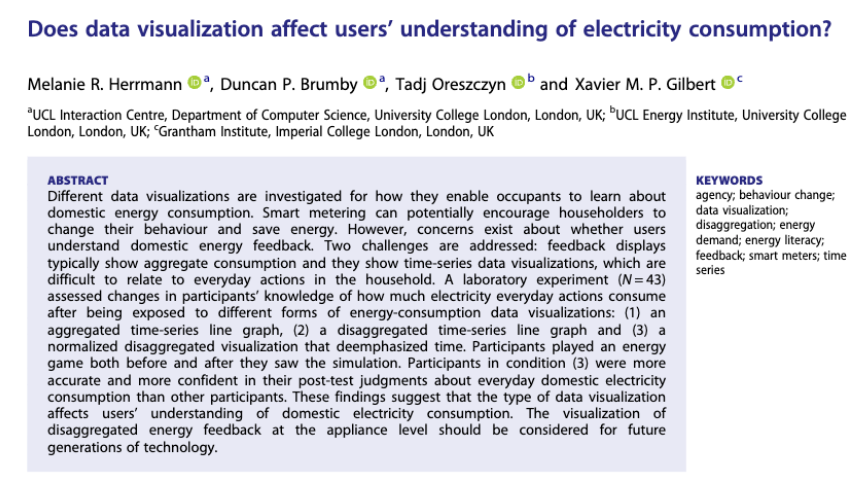 Does data visualization affect users’ understanding of electricity consumption?
Melanie R. Herrmann a, Duncan P. Brumby a, Tadj Oreszczyn b and Xavier M. P. Gilbert c
aUCL Interaction Centre, Department of Computer Science, University College London, London, UK; bUCL Energy Institute, University College
London, London, UK; cGrantham Institute, Imperial College London, London, UK
ABSTRACT
Different data visualizations are investigated for how they enable occupants to learn about
domestic energy consumption. Smart metering can potentially encourage householders to
change their behaviour and save energy. However, concerns exist about whether users
understand domestic energy feedback. Two challenges are addressed: feedback displays
typically show aggregate consumption and they show time-series data visualizations, which are
difficult to relate to everyday actions in the household. A laboratory experiment (N = 43)
assessed changes in participants’ knowledge of how much electricity everyday actions consume
after being exposed to different forms of energy-consumption data visualizations: (1) an
aggregated time-series line graph, (2) a disaggregated time-series line graph and (3) a
normalized disaggregated visualization that deemphasized time. Participants played an energy
game both before and after they saw the simulation. Participants in condition (3) were more
accurate and more confident in their post-test judgments about everyday domestic electricity
consumption than other participants. These findings suggest that the type of data visualization
affects users’ understanding of domestic electricity consumption. The visualization of
disaggregated energy feedback at the appliance level should be considered for future
generations of technology.
KEYWORDS
agency; behaviour change;
data visualization;
disaggregation; energy
demand; energy literacy;
feedback; smart meters; time
series